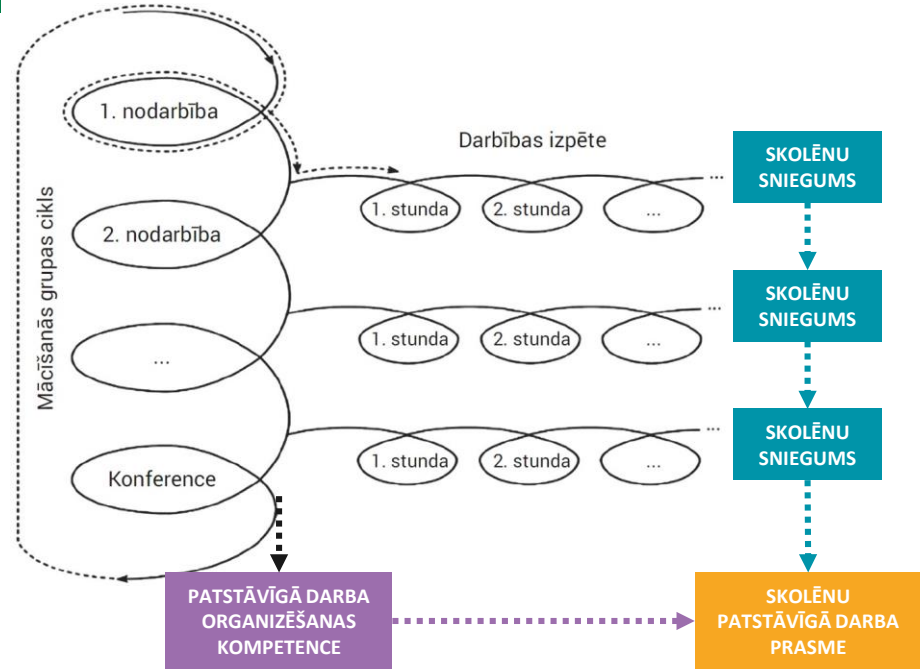 Mācīšanās grupas cikls
1. nodarbība
2. nodarbība
...
Konference
Darbības izpēte
1. stunda
2. stunda
...
...
1. stunda
2. stunda
...
...
1. stunda
2. stunda
...
...
SKOLĒNU
SNIEGUMS
SKOLĒNU
SNIEGUMS
SKOLĒNU
SNIEGUMS
PATSTĀVĪGĀ DARBA
ORGANIZĒŠANAS
KOMPETENCE
SKOLĒNU
PATSTĀVĪGĀ DARBA
PRASME